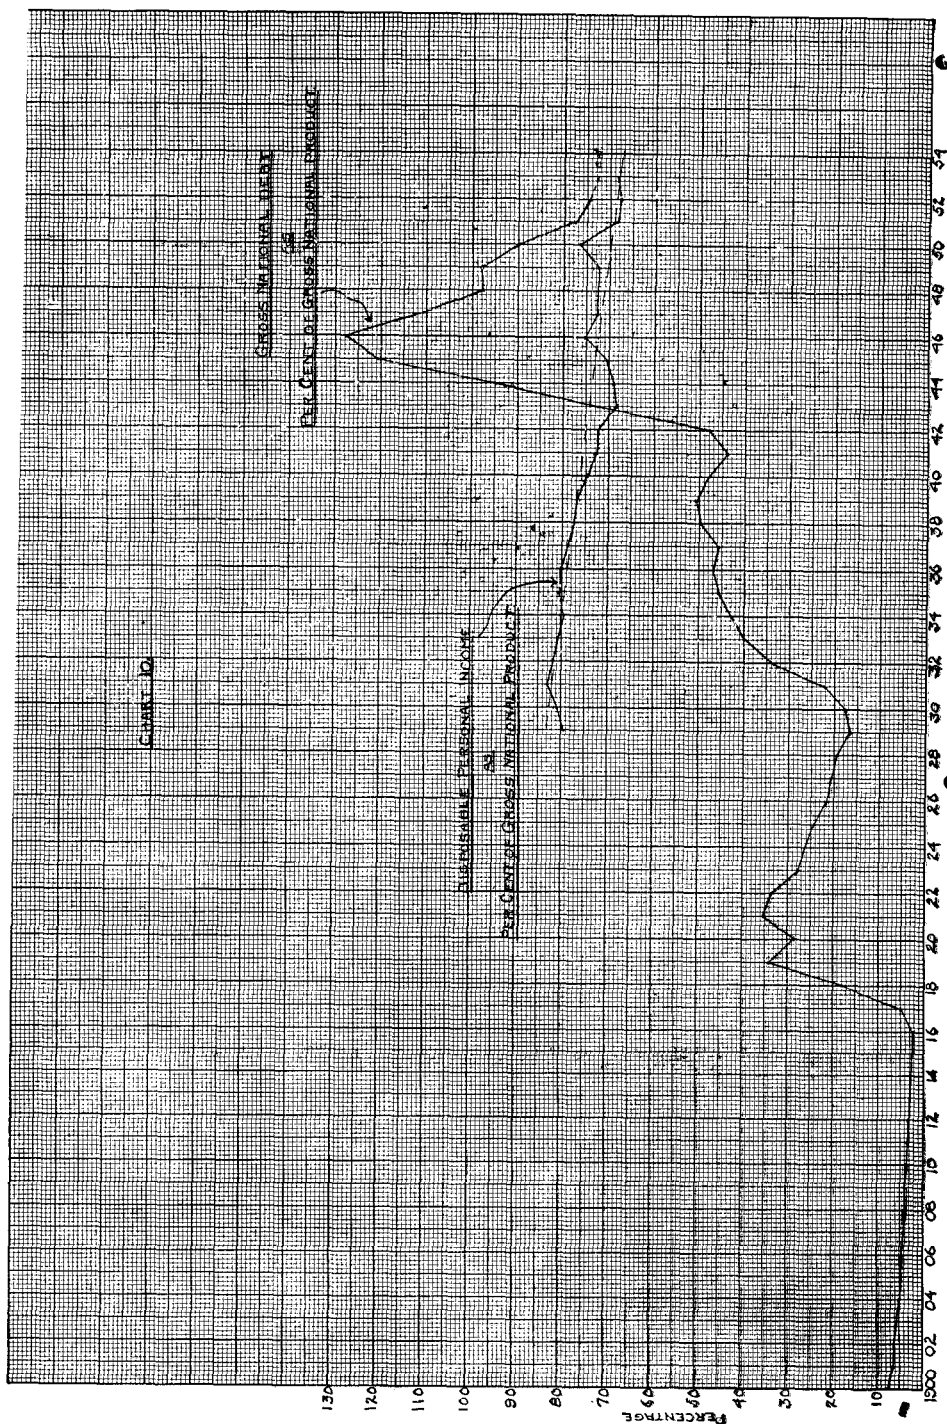 CHART 10.
GROSS NATIONAL DEBT
AS
PER CENT OF GROSS NATIONAL PRODUCT
DISPOSABLE PERSONAL INCOME
AS
PER CENT OF GROSS NATIONAL PRODUCT
130
120
110
100
90
80
70
60
50
40
30
20
10
PERCENTAGE
1900 02 04 06 08 10 12 14 16 18 20 22 24 26 28 30 32 34 36 38 40 42 44 46 48 50 52 54